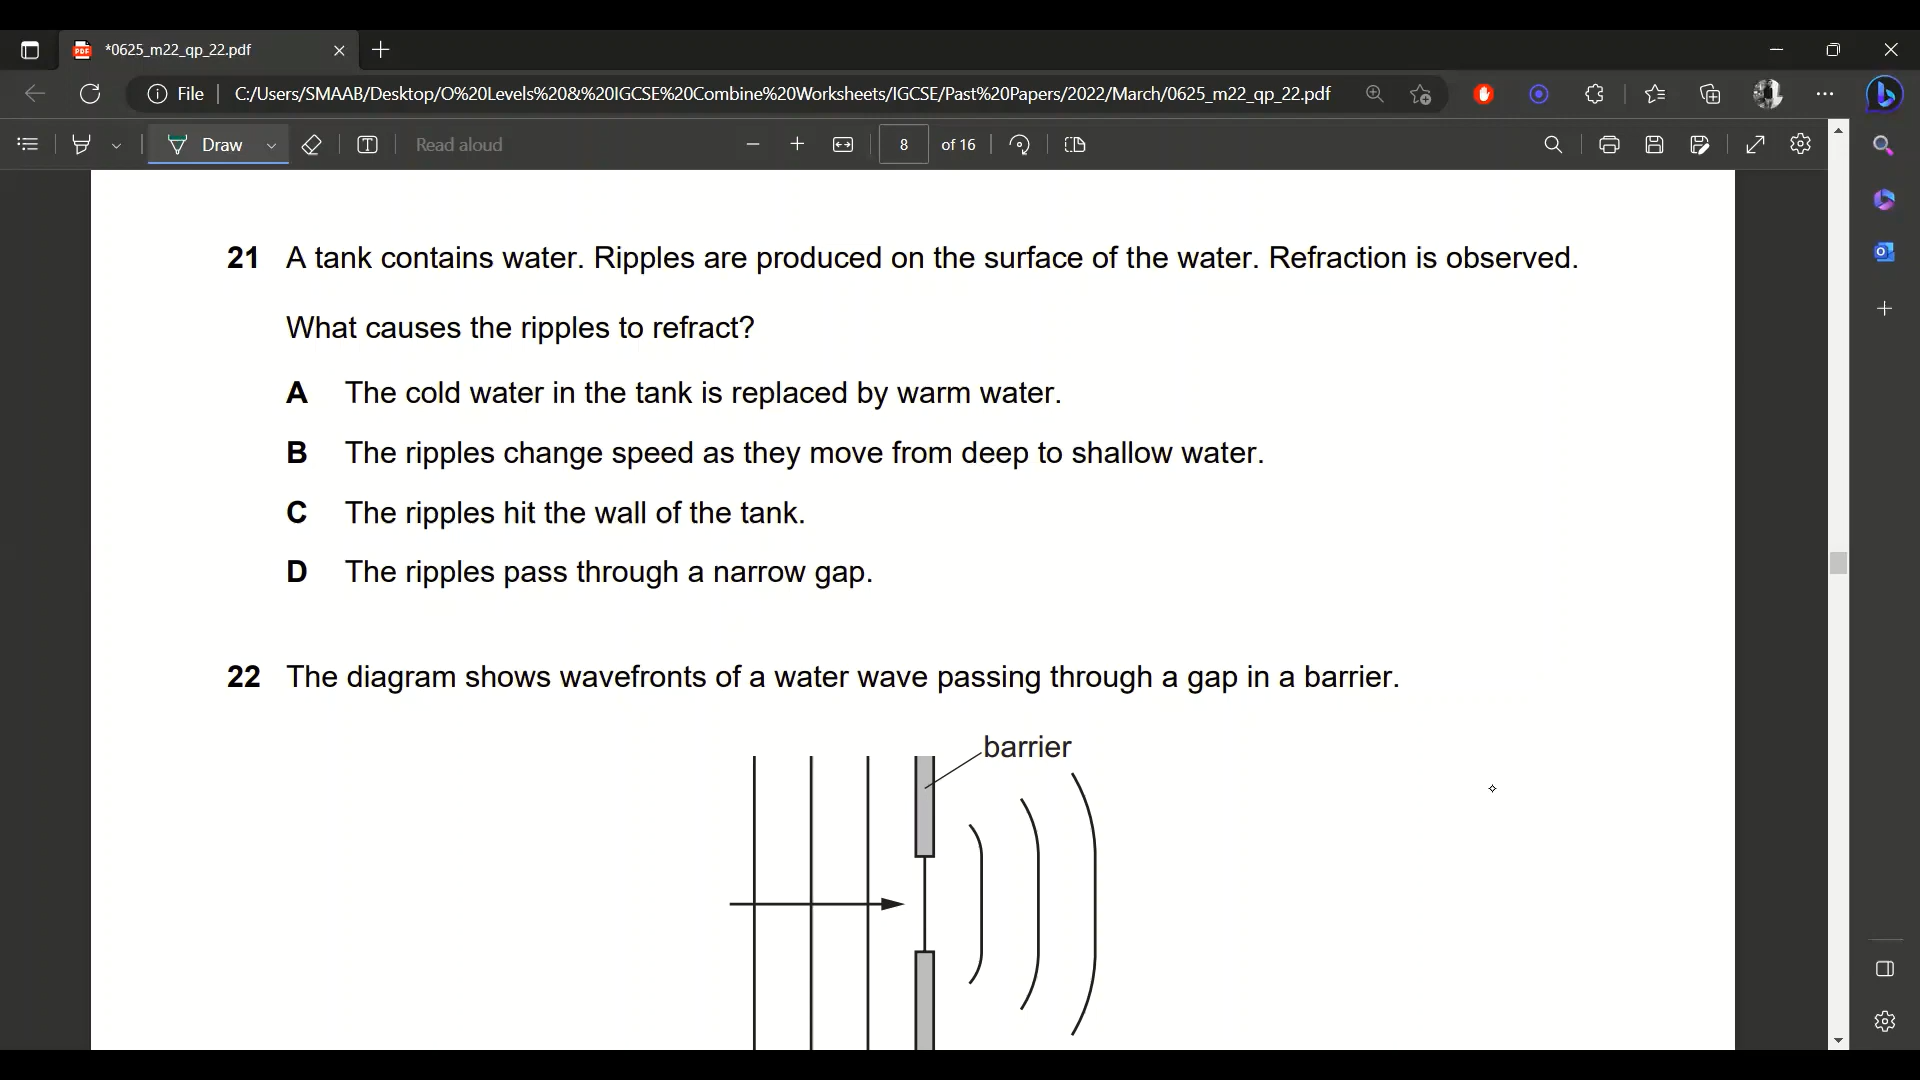 *0625_m22_qp_22.pdf
File
C:/Users/SMAAB/Desktop/O%20Levels%20&%20IGCSE%20Combine%20Worksheets/IGCSE/Past%20Papers/2022/March/0625_m22_qp_22.pdf
Draw
Read aloud
8 of 16
21 A tank contains water. Ripples are produced on the surface of the water. Refraction is observed.
What causes the ripples to refract?
A The cold water in the tank is replaced by warm water.
B The ripples change speed as they move from deep to shallow water.
C The ripples hit the wall of the tank.
D The ripples pass through a narrow gap.
22 The diagram shows wavefronts of a water wave passing through a gap in a barrier.
barrier